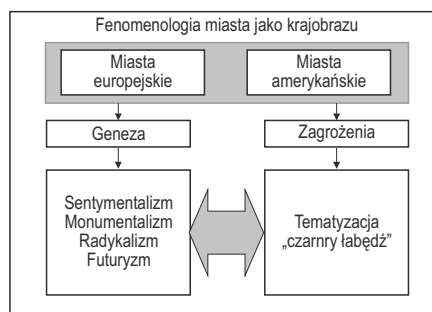 Fenomenologia miasta jako krajobrazu
Miasta
europejskie
Miasta
amerykańskie
Geneza
Zagrożenia
Sentymentalizm
Monumentalizm
Radykalizm
Futuryzm
Tematyzacja
„czarnry łabędź”